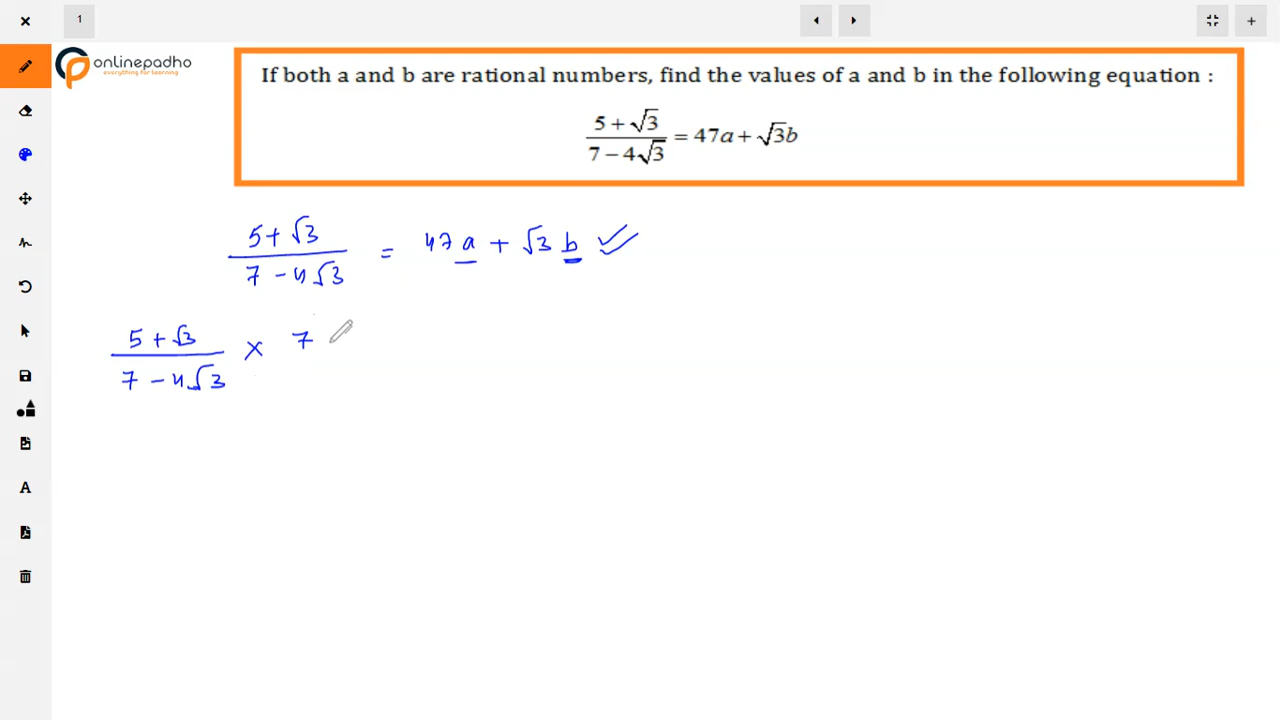 1
onlinepadho
everything for learning
If both a and b are rational numbers, find the values of a and b in the following equation :
5 + √3
7 − 4√3
= 47a + √3b
5 + √3
7 − 4√3
= 47 a + √3 b
5 + √3
7 − 4√3
× 7
A